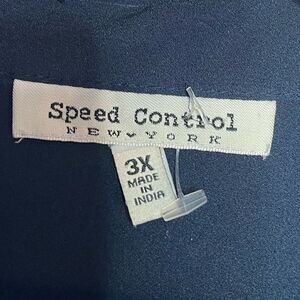 Speed Control
NEW YORK
3X
MADE
IN
INDIA